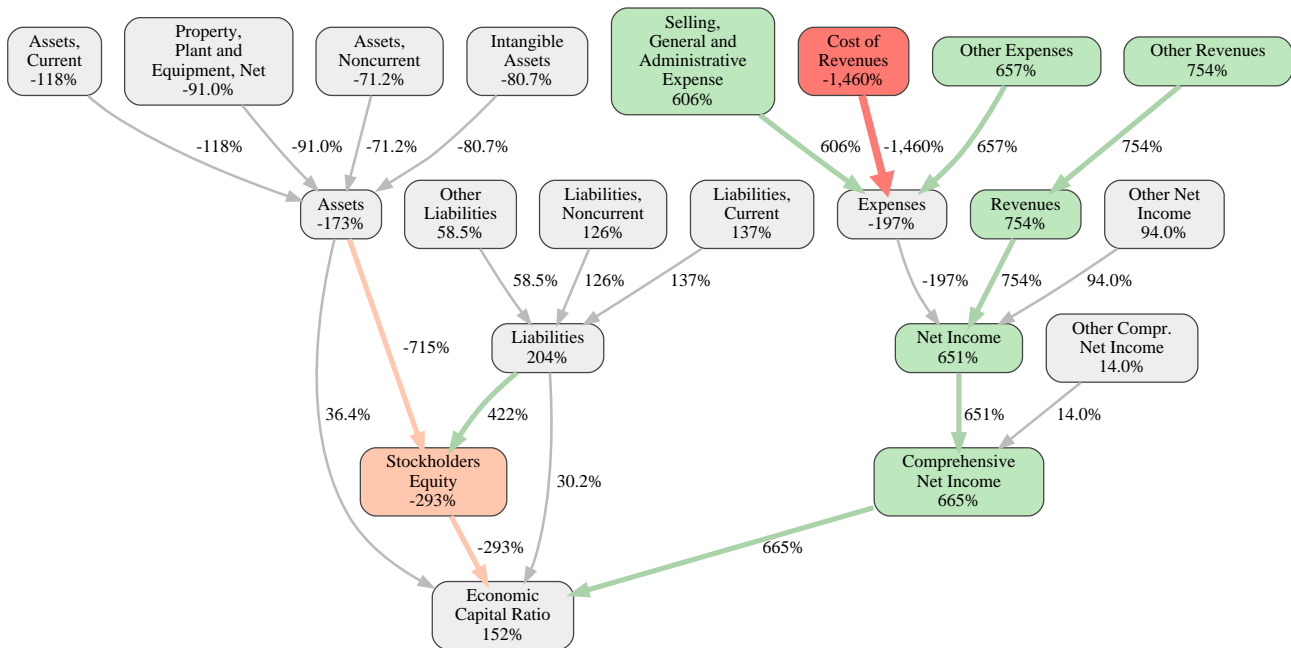 Assets,
Current
-118%
Property,
Plant and
Equipment, Net
-91.0%
Assets,
Noncurrent
-71.2%
Intangible
Assets
-80.7%
Selling,
General and
Administrative
Expense
606%
Cost of
Revenues
-1,460%
Other Expenses
657%
Other Revenues
754%
-118%
-91.0%
-71.2%
-80.7%
606%
-1,460%
657%
754%
Assets
-173%
Other
Liabilities
58.5%
Liabilities,
Noncurrent
126%
Liabilities,
Current
137%
Expenses
-197%
Revenues
754%
Other Net
Income
94.0%
58.5%
126%
137%
-197%
754%
94.0%
-715%
Liabilities
204%
Net Income
651%
Other Compr.
Net Income
14.0%
36.4%
422%
651%
14.0%
Stockholders
Equity
-293%
30.2%
Comprehensive
Net Income
665%
-293%
665%
Economic
Capital Ratio
152%